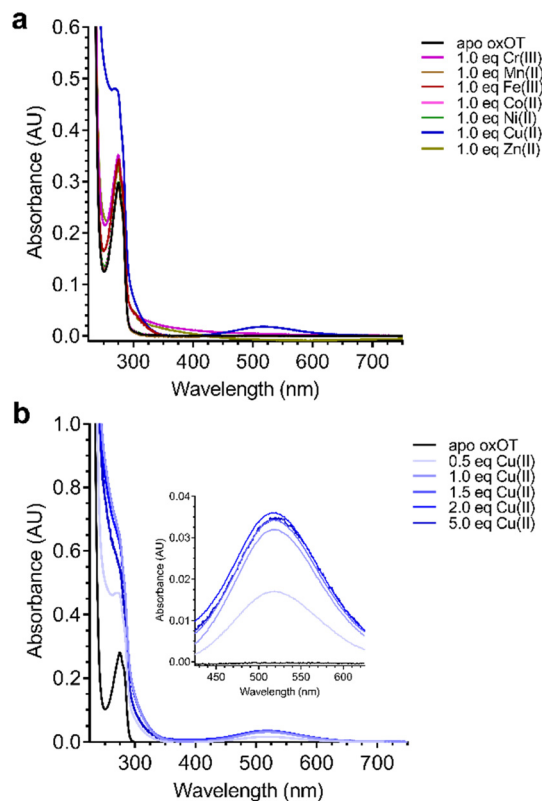 a
0.6
0.5
0.4
0.3
0.2
0.1
0.0
Absorbance (AU)
300 400 500 600 700
Wavelength (nm)
apo oxOT
1.0 eq Cr(III)
1.0 eq Mn(II)
1.0 eq Fe(III)
1.0 eq Co(II)
1.0 eq Ni(II)
1.0 eq Cu(II)
1.0 eq Zn(II)
b
1.0
0.8
0.6
0.4
0.2
0.0
Absorbance (AU)
300 400 500 600 700
Wavelength (nm)
0.04
0.03
0.02
0.01
0.00
Absorbance (AU)
450 500 550 600
Wavelength (nm)
apo oxOT
0.5 eq Cu(II)
1.0 eq Cu(II)
1.5 eq Cu(II)
2.0 eq Cu(II)
5.0 eq Cu(II)